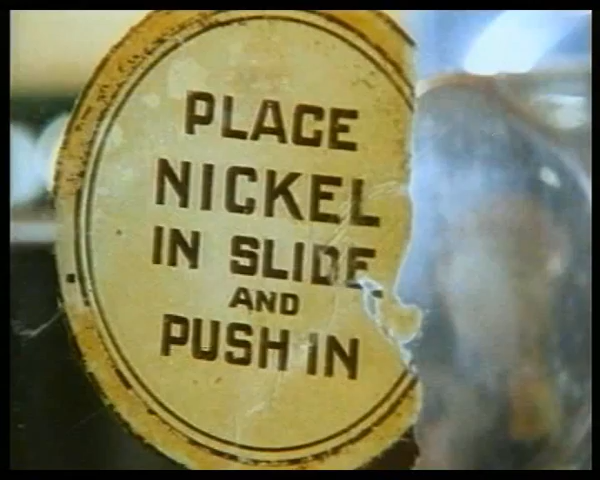 PLACE
NICKEL
IN SLIDE
AND
PUSH IN